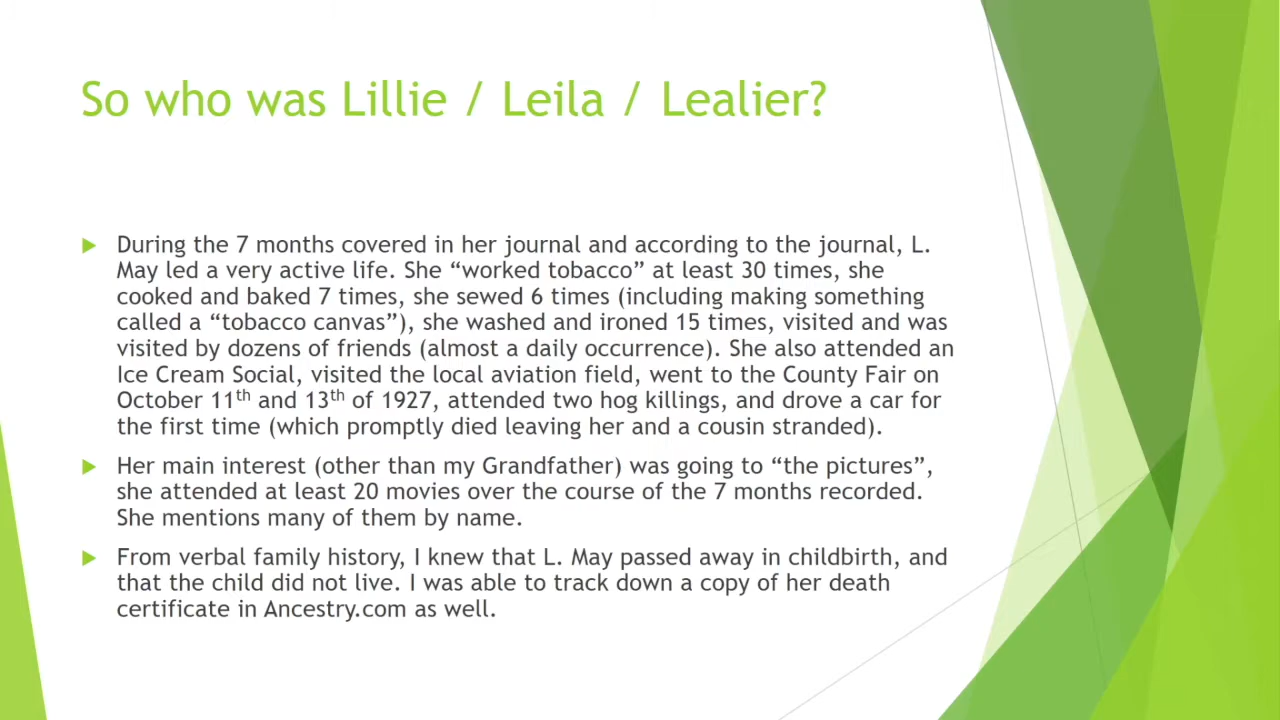 So who was Lillie / Leila / Lealier?
During the 7 months covered in her journal and according to the journal, L.
May led a very active life. She “worked tobacco” at least 30 times, she
cooked and baked 7 times, she sewed 6 times (including making something
called a “tobacco canvas”), she washed and ironed 15 times, visited and was
visited by dozens of friends (almost a daily occurrence). She also attended an
Ice Cream Social, visited the local aviation field, went to the County Fair on
October 11th and 13th of 1927, attended two hog killings, and drove a car for
the first time (which promptly died leaving her and a cousin stranded).
Her main interest (other than my Grandfather) was going to “the pictures”,
she attended at least 20 movies over the course of the 7 months recorded.
She mentions many of them by name.
From verbal family history, I knew that L. May passed away in childbirth, and
that the child did not live. I was able to track down a copy of her death
certificate in Ancestry.com as well.